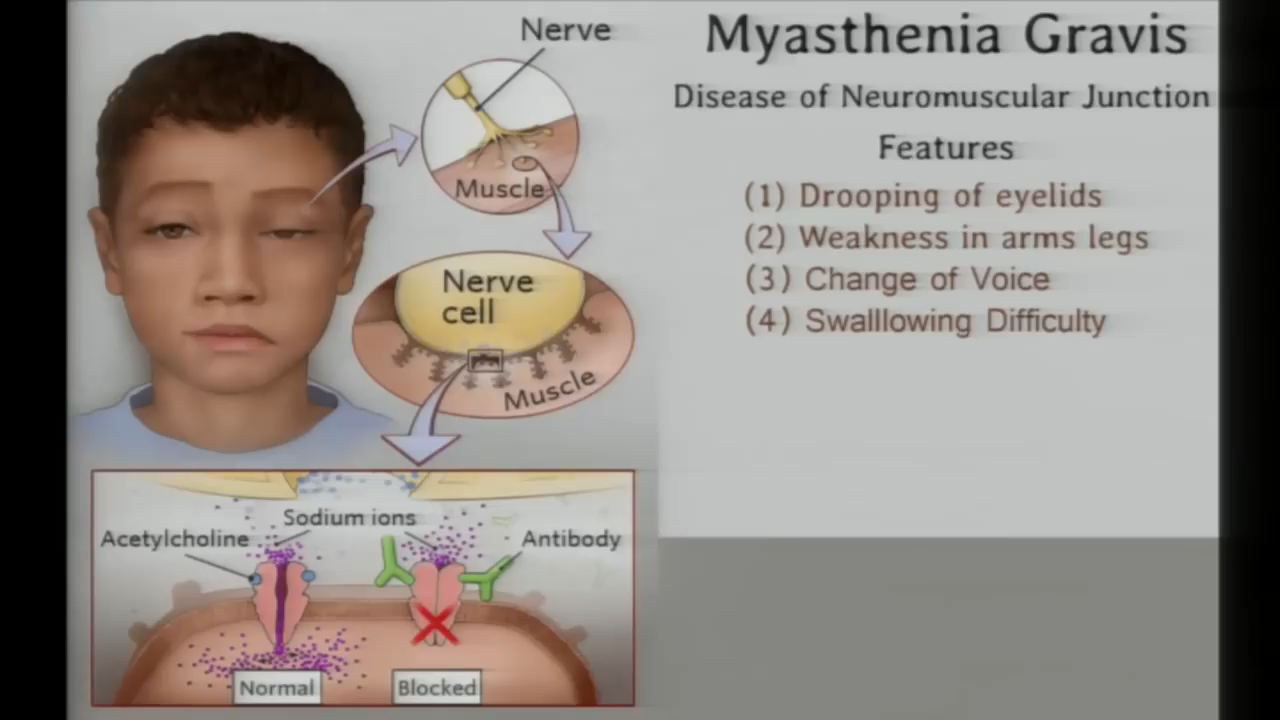 Myasthenia Gravis
Disease of Neuromuscular Junction
Features
(1) Drooping of eyelids
(2) Weakness in arms legs
(3) Change of Voice
(4) Swalllowing Difficulty
Nerve
Muscle
Nerve
cell
Muscle
Sodium ions
Acetylcholine
Antibody
Normal
Blocked